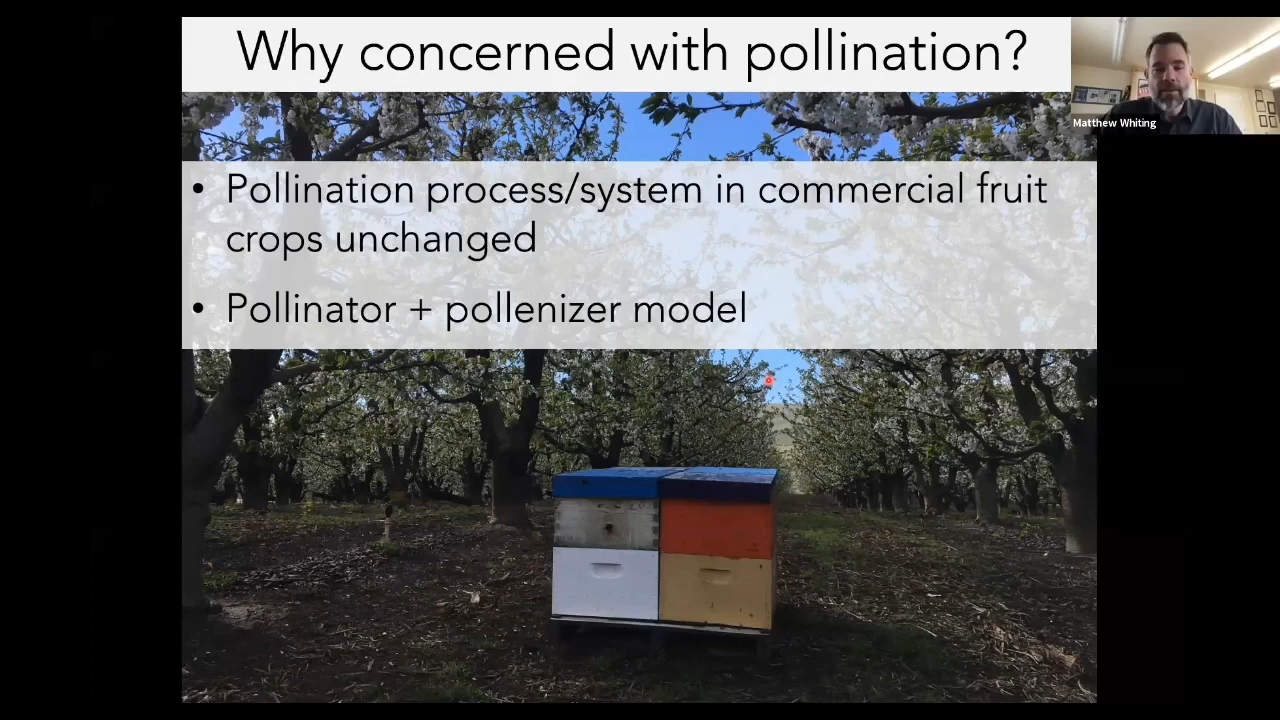 Why concerned with pollination?
Matthew Whiting
• Pollination process/system in commercial fruit
crops unchanged
• Pollinator + pollenizer model